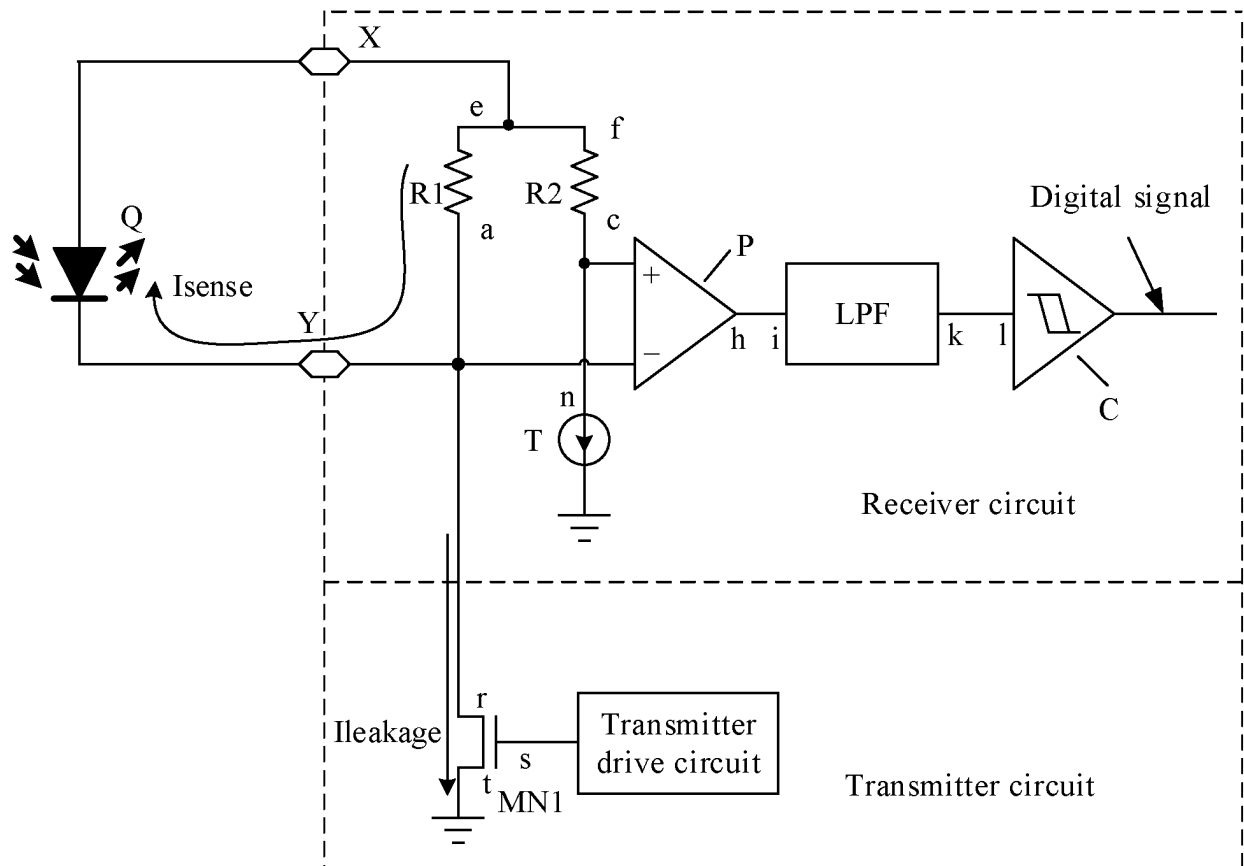 X
e
f
R1
R2
Digital signal
Q
a
c
P
+
Isense
Y
LPF
h
i
k
l
−
n
C
T
Receiver circuit
r
Ileakage
Transmitter
drive circuit
s
t
MN1
Transmitter circuit